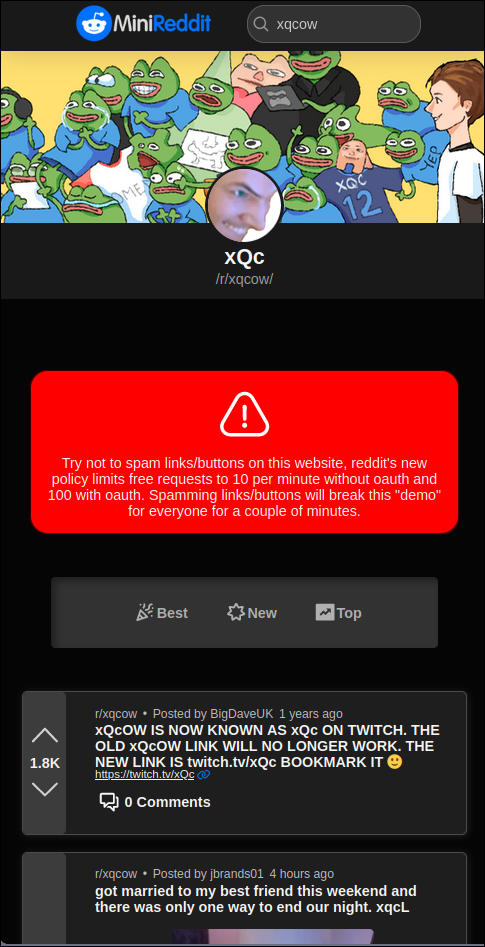 MiniReddit
xqcow
XQC
12
xQc
/r/xqcow/
Try not to spam links/buttons on this website, reddit's new
policy limits free requests to 10 per minute without oauth and
100 with oauth. Spamming links/buttons will break this "demo"
for everyone for a couple of minutes.
Best New Top
r/xqcow • Posted by BigDaveUK 1 years ago
xQcOW IS NOW KNOWN AS xQc ON TWITCH. THE
OLD xQcOW LINK WILL NO LONGER WORK. THE
NEW LINK IS twitch.tv/xQc BOOKMARK IT 🙂
https://twitch.tv/xQc
1.8K
0 Comments
r/xqcow • Posted by jbrands01 4 hours ago
got married to my best friend this weekend and
there was only one way to end our night. xqcL